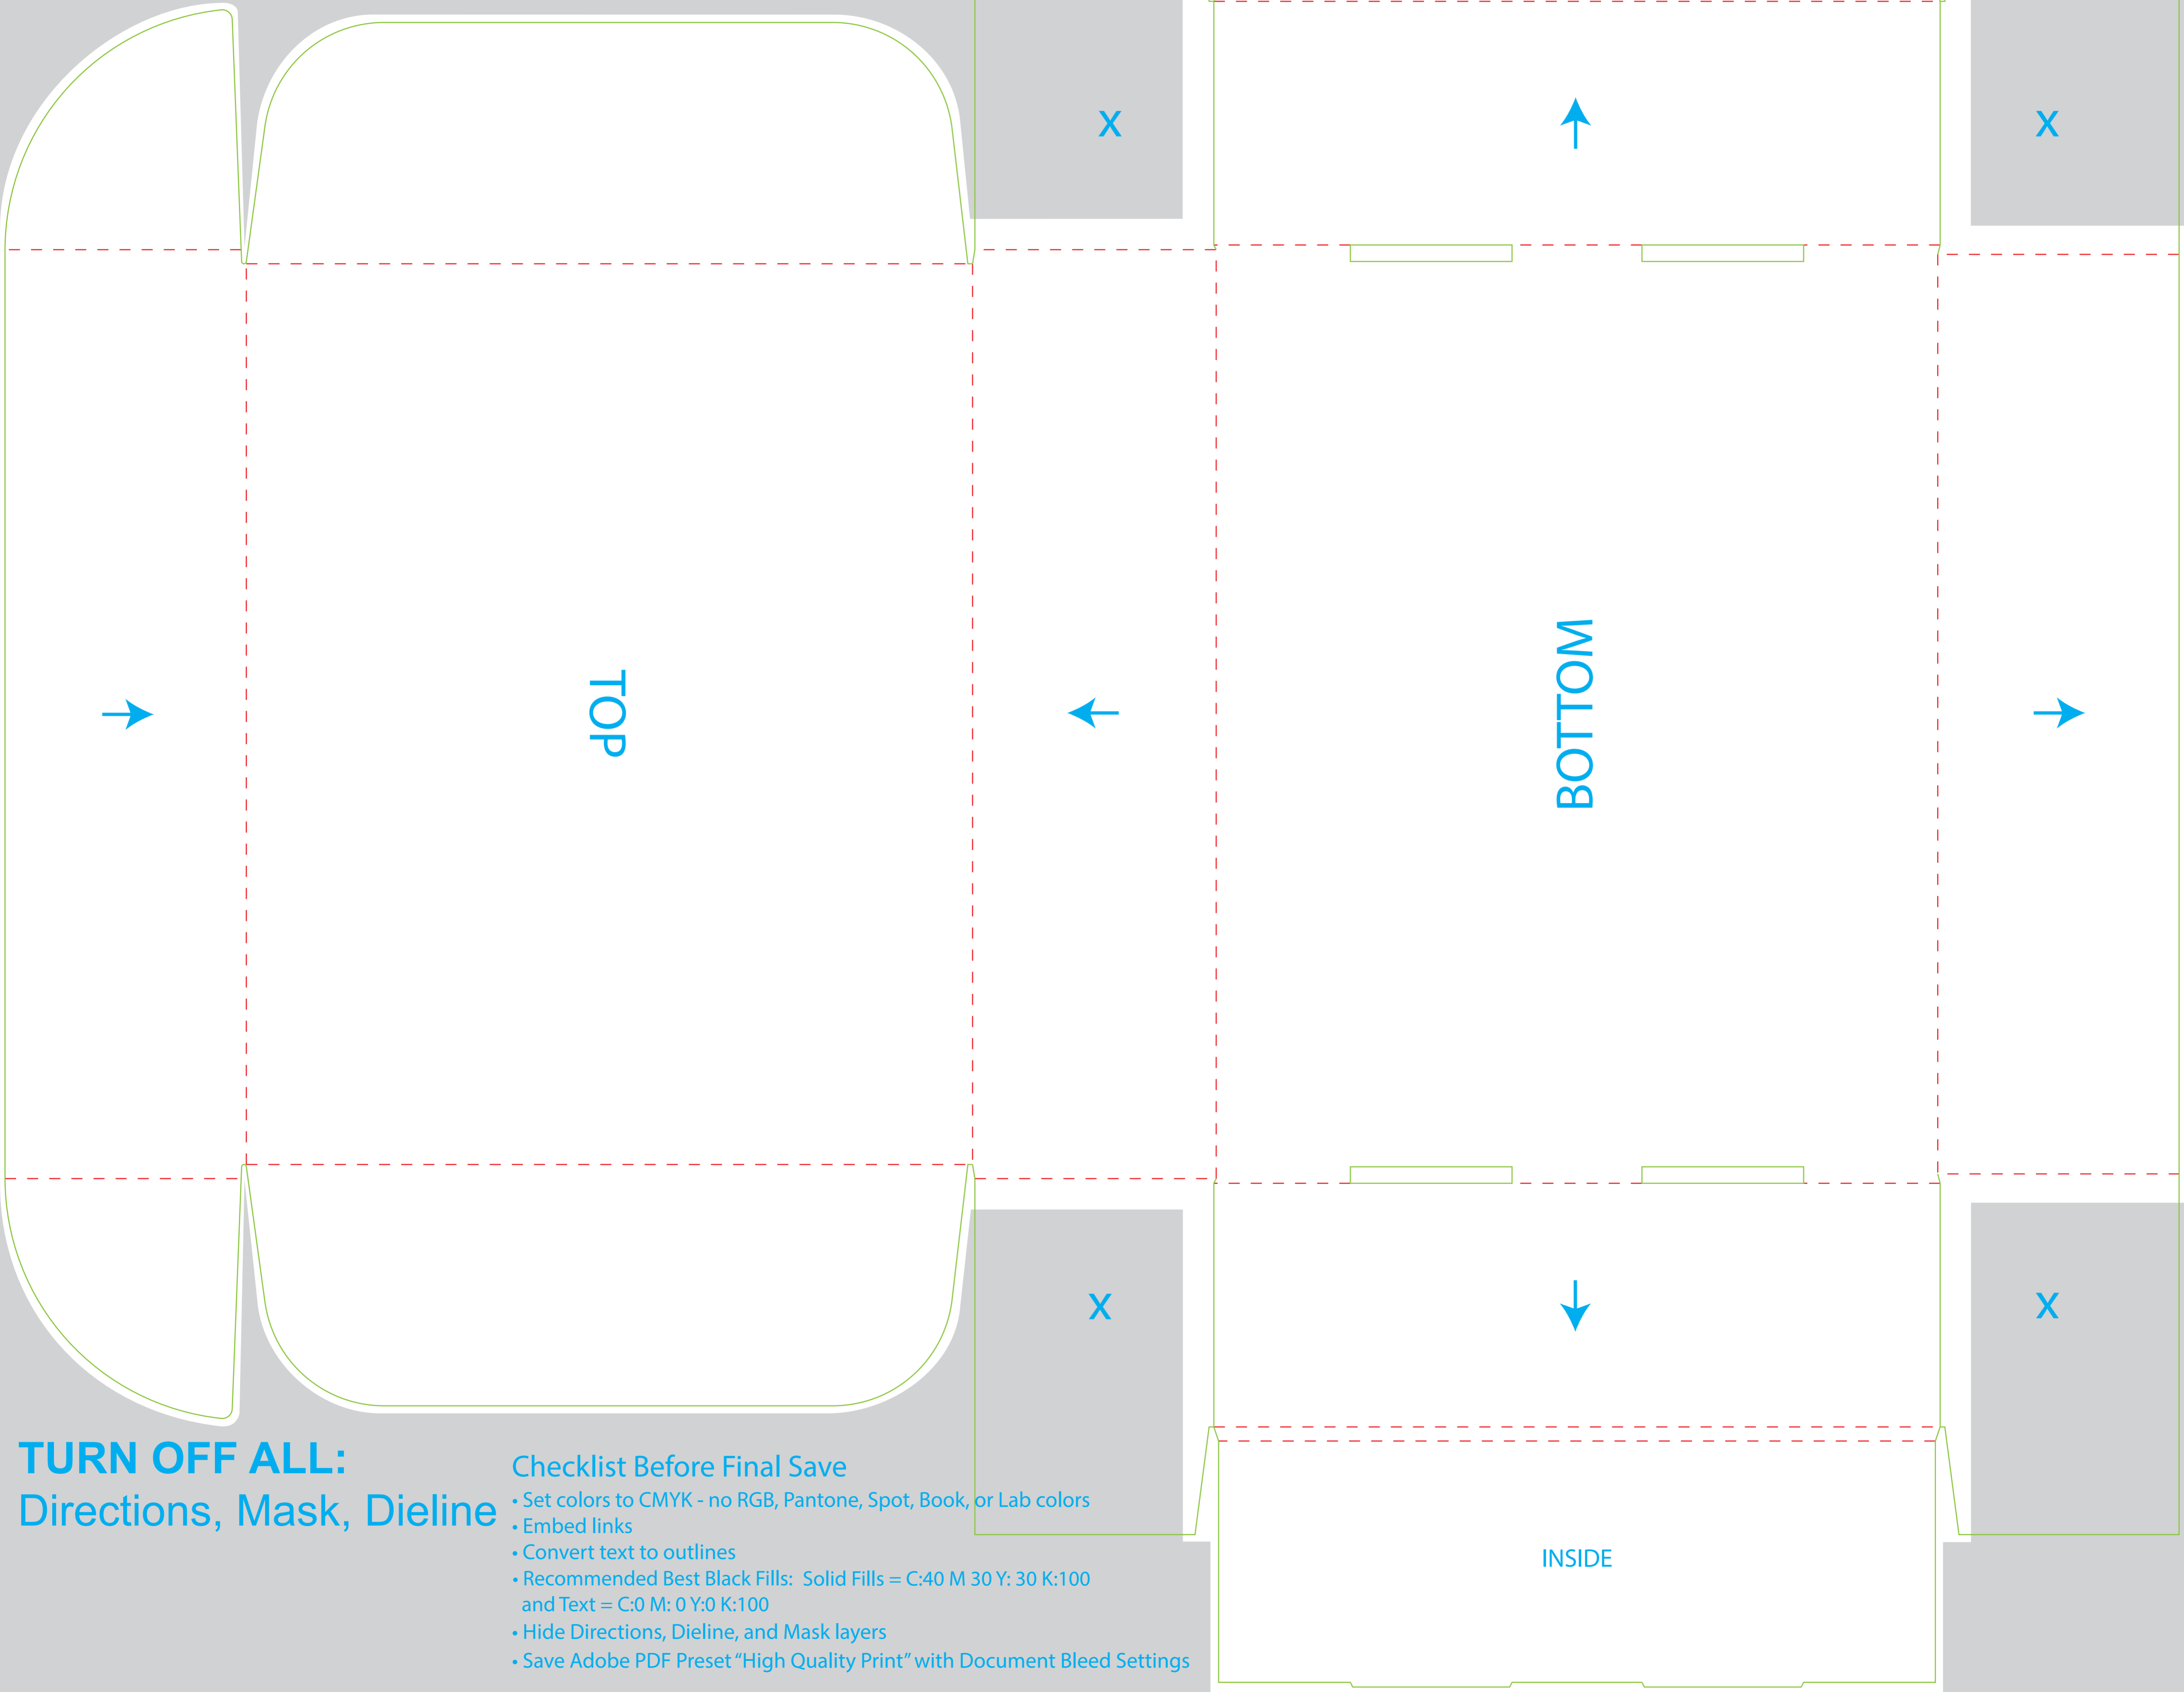 X
X
TOP
BOTTOM
X
X
TURN OFF ALL:
Directions, Mask, Dieline
Checklist Before Final Save
• Set colors to CMYK - no RGB, Pantone, Spot, Book, or Lab colors
• Embed links
• Convert text to outlines
• Recommended Best Black Fills:  Solid Fills = C:40 M 30 Y: 30 K:100
and Text = C:0 M: 0 Y:0 K:100
• Hide Directions, Dieline, and Mask layers
• Save Adobe PDF Preset “High Quality Print” with Document Bleed Settings
INSIDE